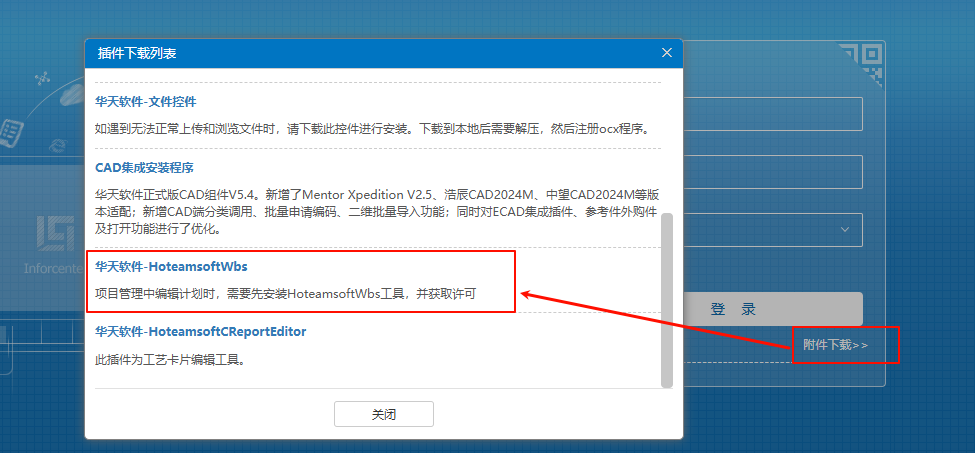 插件下载列表
华天软件-文件控件
如遇到无法正常上传和浏览文件时，请下载此控件进行安装。下载到本地后需要解压，然后注册ocx程序。
CAD集成安装程序
华天软件正式版CAD组件V5.4。新增了Mentor Xpedition V2.5、浩辰CAD2024M、中望CAD2024M等版
本适配；新增CAD端分类调用、批量申请编码、二维批量导入功能；同时对ECAD集成插件、参考件外购件
及打开功能进行了优化。
华天软件-HoteamsoftWbs
项目管理中编辑计划时，需要先安装HoteamsoftWbs工具，并获取许可
华天软件-HoteamsoftCReportEditor
此插件为工艺卡片编辑工具。
关闭
Inforcente
登 录
附件下载>>